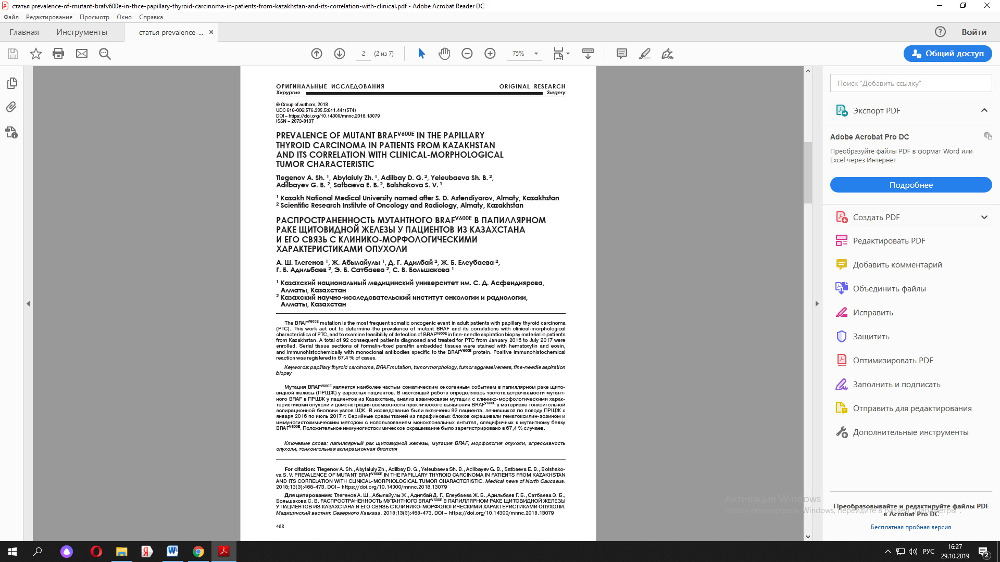 статья prevalence-of-mutant-brafv600e-in-thce-papillary-thyroid-carcinoma-in-patients-from-kazakhstan-and-its-correlation-with-clinical.pdf - Adobe Acrobat Reader DC
Файл Редактирование Просмотр Окно Справка
Главная Инструменты статья prevalence-... × Войти
2 (2 из 7) 75% Общий доступ
ОРИГИНАЛЬНЫЕ ИССЛЕДОВАНИЯ ORIGINAL RESEARCH
Хирургия Surgery
© Group of authors, 2018
UDC 616-006:576.385.5:611.441(574)
DOI – https://doi.org/10.14300/mnnc.2018.13079
ISSN – 2073-8137
PREVALENCE OF MUTANT BRAFV600E IN THE PAPILLARY
THYROID CARCINOMA IN PATIENTS FROM KAZAKHSTAN
AND ITS CORRELATION WITH CLINICAL-MORPHOLOGICAL
TUMOR CHARACTERISTIC
Tlegenov A. Sh. 1, Abylaiuly Zh. 1, Adilbay D. G. 2, Yeleubaeva Sh. B. 2,
Adilbayev G. B. 2, Satbaeva E. B. 2, Bolshakova S. V. 1
1 Kazakh National Medical University named after S. D. Asfendiyarov, Almaty, Kazakhstan
2 Scientific Research Institute of Oncology and Radiology, Almaty, Kazakhstan
РАСПРОСТРАНЕННОСТЬ МУТАНТНОГО BRAFV600E В ПАПИЛЛЯРНОМ
РАКЕ ЩИТОВИДНОЙ ЖЕЛЕЗЫ У ПАЦИЕНТОВ ИЗ КАЗАХСТАНА
И ЕГО СВЯЗЬ С КЛИНИКО-МОРФОЛОГИЧЕСКИМИ
ХАРАКТЕРИСТИКАМИ ОПУХОЛИ
А. Ш. Тлегенов 1, Ж. Абылайулы 1, Д. Г. Адилбай 2, Ж. Б. Елеубаева 2,
Г. Б. Адильбаев 2, Э. Б. Сатбаева 2, С. В. Большакова 1
1 Казахский национальный медицинский университет им. С. Д. Асфендиярова,
Алматы, Казахстан
2 Казахский научно-исследовательский институт онкологии и радиологии,
Алматы, Казахстан
The BRAFV600E mutation is the most frequent somatic oncogenic event in adult patients with papillary thyroid carcinoma
(PTC). This work set out to determine the prevalence of mutant BRAF and its correlations with clinical-morphological
characteristics of PTC, and to examine feasibility of detection of BRAFV600E in fine-needle aspiration biopsy material in patients
from Kazakhstan. A total of 92 consequent patients diagnosed and treated for PTC from January 2016 to July 2017 were
enrolled. Serial tissue sections of formalin-fixed paraffin embedded tissues were stained with hematoxylin and eosin,
and immunohistochemically with monoclonal antibodies specific to the BRAFV600E protein. Positive immunohistochemical
reaction was registered in 67.4 % of cases.
Keywords: papillary thyroid carcinoma, BRAF mutation, tumor morphology, tumor aggressiveness, fine-needle aspiration
biopsy
Мутация BRAFV600E является наиболее частым соматическим онкогенным событием в папиллярном раке щито-
видной железы (ПРЩЖ) у взрослых пациентов. В настоящей работе определялась частота встречаемости мутант-
ного BRAF в ПРЩЖ у пациентов из Казахстана, анализ взаимосвязи мутации с клинико-морфологическими харак-
теристиками опухоли и демонстрация возможности практического выявления BRAFV600E в материале тонкоигольной
аспирационной биопсии узлов ЩЖ. В исследование были включены 92 пациента, лечившихся по поводу ПРЩЖ с
января 2016 по июль 2017 г. Серийные срезы тканей из парафиновых блоков окрашивали гематоксилин-эозином и
иммуногистохимическим методом с использованием моноклональных антител, специфичных к мутантному белку
BRAFV600E. Положительное иммуногистохимическое окрашивание было зарегистрировано в 67,4 % случаев.
Ключевые слова: папиллярный рак щитовидной железы, мутация BRAF, морфология опухоли, агрессивность
опухоли, тонкоигольная аспирационная биопсия
For citation: Tlegenov A. Sh., Abylaiuly Zh., Adilbay D. G., Yeleubaeva Sh. B., Adilbayev G. B., Satbaeva E. B., Bolshako-
va S. V. PREVALENCE OF MUTANT BRAFV600E IN THE PAPILLARY THYROID CARCINOMA IN PATIENTS FROM KAZAKHSTAN
AND ITS CORRELATION WITH CLINICAL-MORPHOLOGICAL TUMOR CHARACTERISTIC. Medical news of North Caucasus.
2018;13(3):468-473. DOI – https://doi.org/10.14300/mnnc.2018.13079
Для цитирования: Тлегенов А. Ш., Абылайулы Ж., Адилбай Д. Г., Елеубаева Ж. Б., Адильбаев Г. Б., Сатбаева Э. Б.,
Большакова С. В. РАСПРОСТРАНЕННОСТЬ МУТАНТНОГО BRAFV600E В ПАПИЛЛЯРНОМ РАКЕ ЩИТОВИДНОЙ ЖЕЛЕЗЫ
У ПАЦИЕНТОВ ИЗ КАЗАХСТАНА И ЕГО СВЯЗЬ С КЛИНИКО-МОРФОЛОГИЧЕСКИМИ ХАРАКТЕРИСТИКАМИ ОПУХОЛИ.
Медицинский вестник Северного Кавказа. 2018;13(3):468-473. DOI – https://doi.org/10.14300/mnnc.2018.13079
468
Поиск "Добавить ссылку"
Экспорт PDF
Adobe Acrobat Pro DC
Преобразуйте файлы PDF в формат Word или
Excel через Интернет
Подробнее
Создать PDF
Редактировать PDF
Добавить комментарий
Объединить файлы
Исправить
Защитить
Оптимизировать PDF
Заполнить и подписать
Отправить для редактирования
Дополнительные инструменты
Активация Windows
Чтобы активировать Windows, перейдите в раздел "Параметры".
Преобразовывайте и редактируйте файлы PDF
в Acrobat Pro DC
Бесплатная пробная версия
РУС 16:27
29.10.2019
2